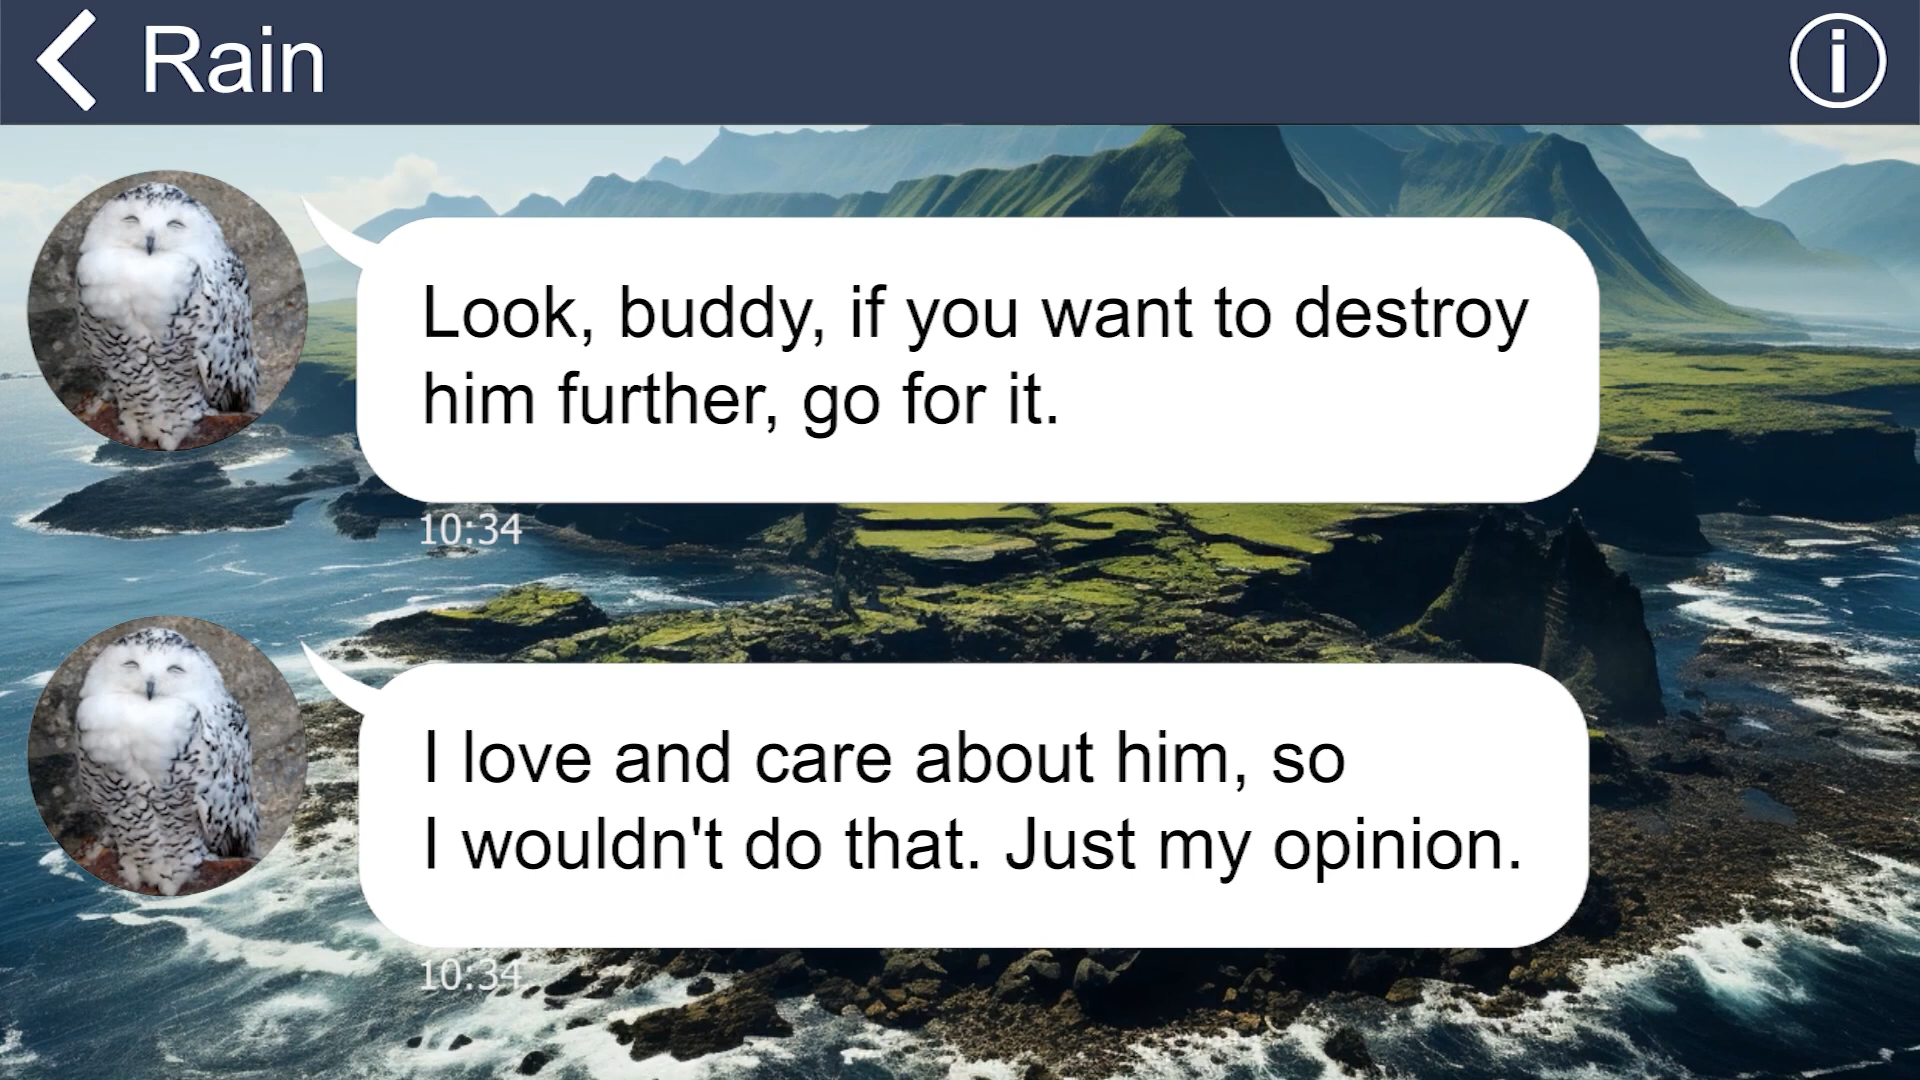 Rain
Look, buddy, if you want to destroy
him further, go for it.
10:34
I love and care about him, so
I wouldn't do that. Just my opinion.
10:34